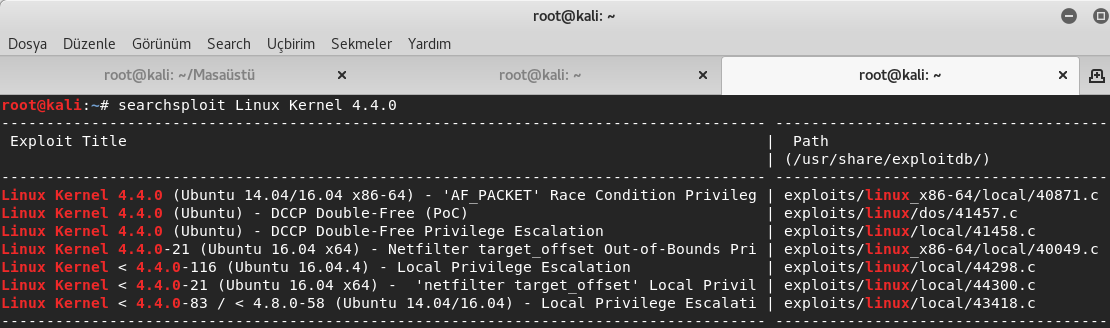 root@kali: ~
Dosya Düzenle Görünüm Search Uçbirim Sekmeler Yardım
root@kali: ~/Masaüstü × root@kali: ~ × root@kali: ~ ×
root@kali:~# searchsploit Linux Kernel 4.4.0
------------------------------------------------------------------------------------- -------------------------------------
Exploit Title | Path
| (/usr/share/exploitdb/)
------------------------------------------------------------------------------------- -------------------------------------
Linux Kernel 4.4.0 (Ubuntu 14.04/16.04 x86-64) - 'AF_PACKET' Race Condition Privileg | exploits/linux_x86-64/local/40871.c
Linux Kernel 4.4.0 (Ubuntu) - DCCP Double-Free (PoC) | exploits/linux/dos/41457.c
Linux Kernel 4.4.0 (Ubuntu) - DCCP Double-Free Privilege Escalation | exploits/linux/local/41458.c
Linux Kernel 4.4.0-21 (Ubuntu 16.04 x64) - Netfilter target_offset Out-of-Bounds Pri | exploits/linux_x86-64/local/40049.c
Linux Kernel < 4.4.0-116 (Ubuntu 16.04.4) - Local Privilege Escalation | exploits/linux/local/44298.c
Linux Kernel < 4.4.0-21 (Ubuntu 16.04 x64) - 'netfilter target_offset' Local Privil | exploits/linux/local/44300.c
Linux Kernel < 4.4.0-83 / < 4.8.0-58 (Ubuntu 14.04/16.04) - Local Privilege Escalati | exploits/linux/local/43418.c
------------------------------------------------------------------------------------- -------------------------------------